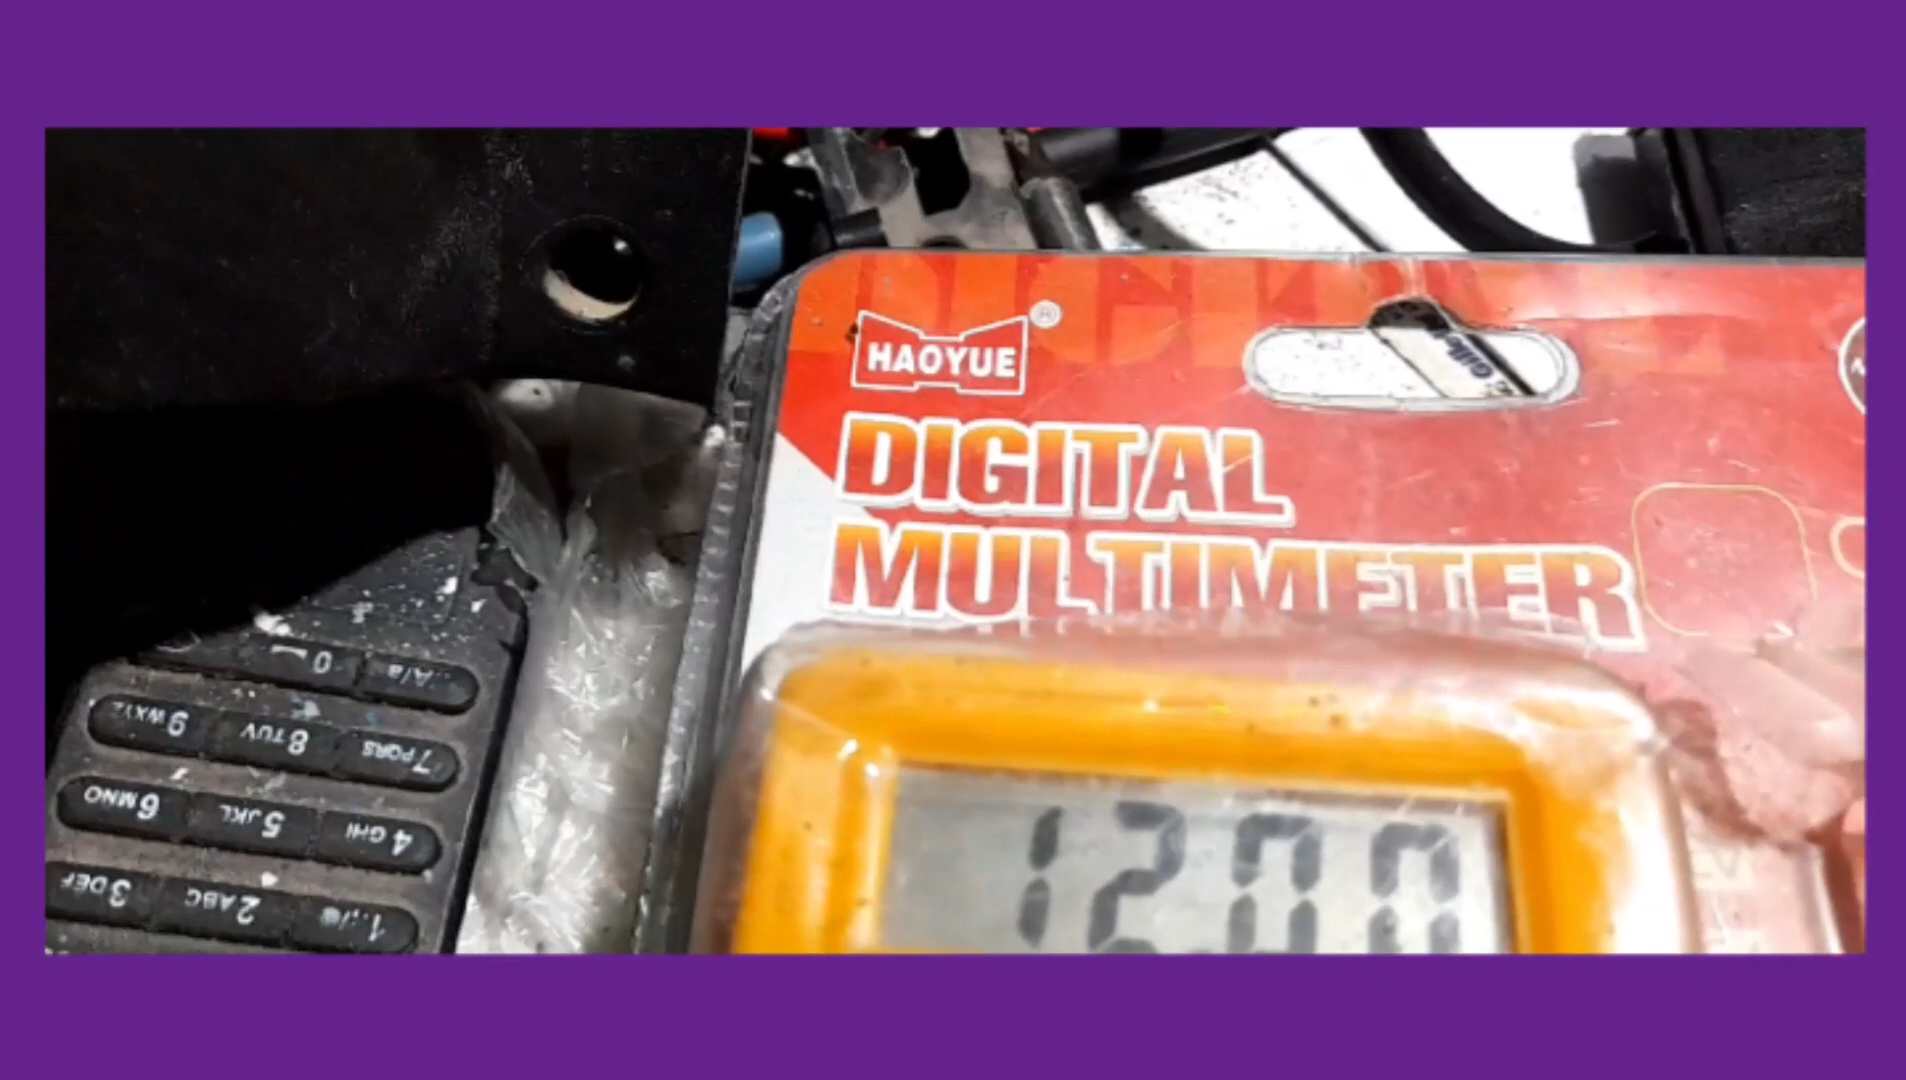 HAOYUE ®
DIGITAL
MULTIMETER
1200
A/a 0
7PQRS 8TUV 9WXYZ
4GHI 5JKL 6MNO
1 2ABC 3DEF